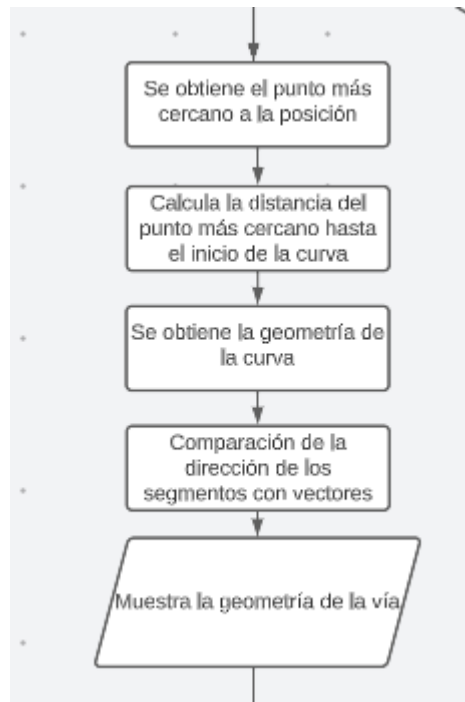 Se obtiene el punto más
cercano a la posición
Calcula la distancia del
punto más cercano hasta
el inicio de la curva
Se obtiene la geometría de
la curva
Comparación de la
dirección de los
segmentos con vectores
Muestra la geometría de la vía